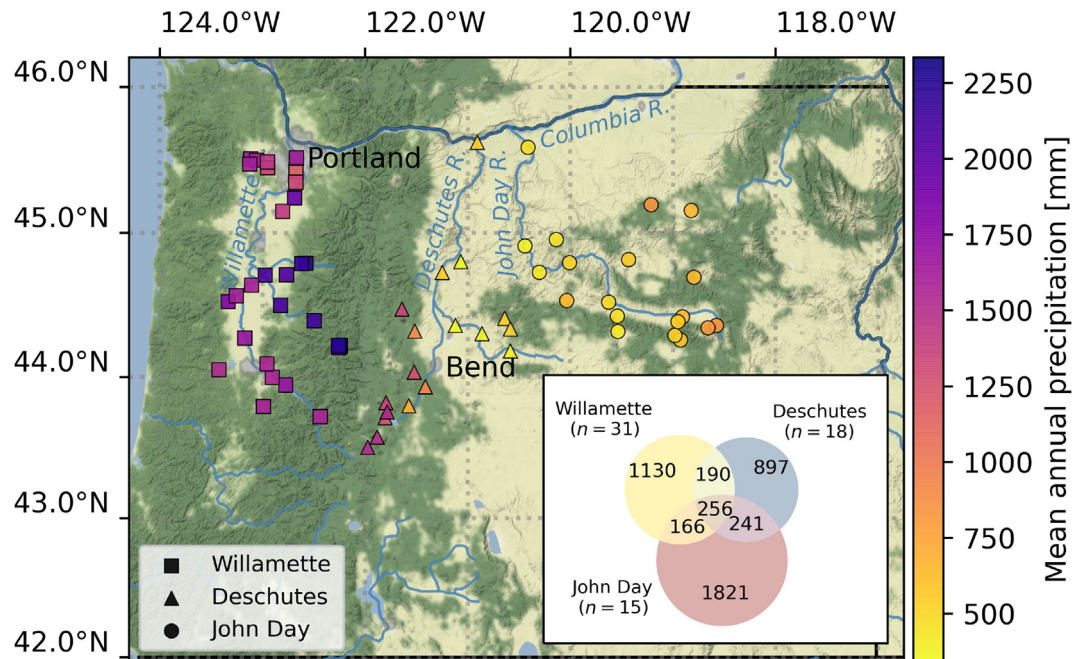 124.0°W 122.0°W 120.0°W 118.0°W
46.0°N
45.0°N
44.0°N
43.0°N
42.0°N
Columbia R.
Portland
Willamette
Deschutes R.
John Day R.
Bend
Willamette
Deschutes
John Day
Willamette
(n = 31)
Deschutes
(n = 18)
1130
190
897
256
166
241
John Day
(n = 15)
1821
2250
2000
1750
1500
1250
1000
750
500
Mean annual precipitation [mm]